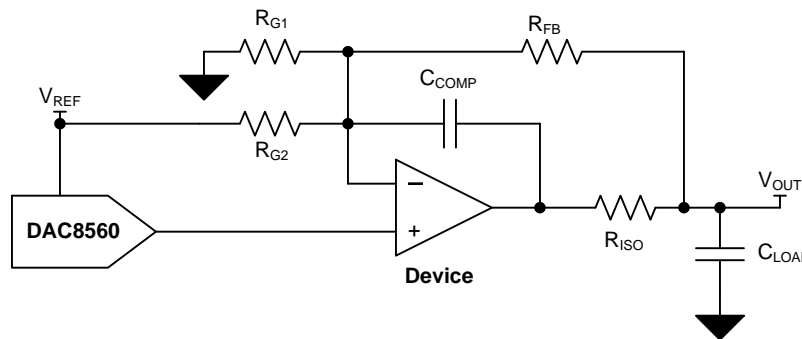 RG1
RFB
CCOMP
VREF
RG2
VOUT
DAC8560
RISO
Device
CLOAD